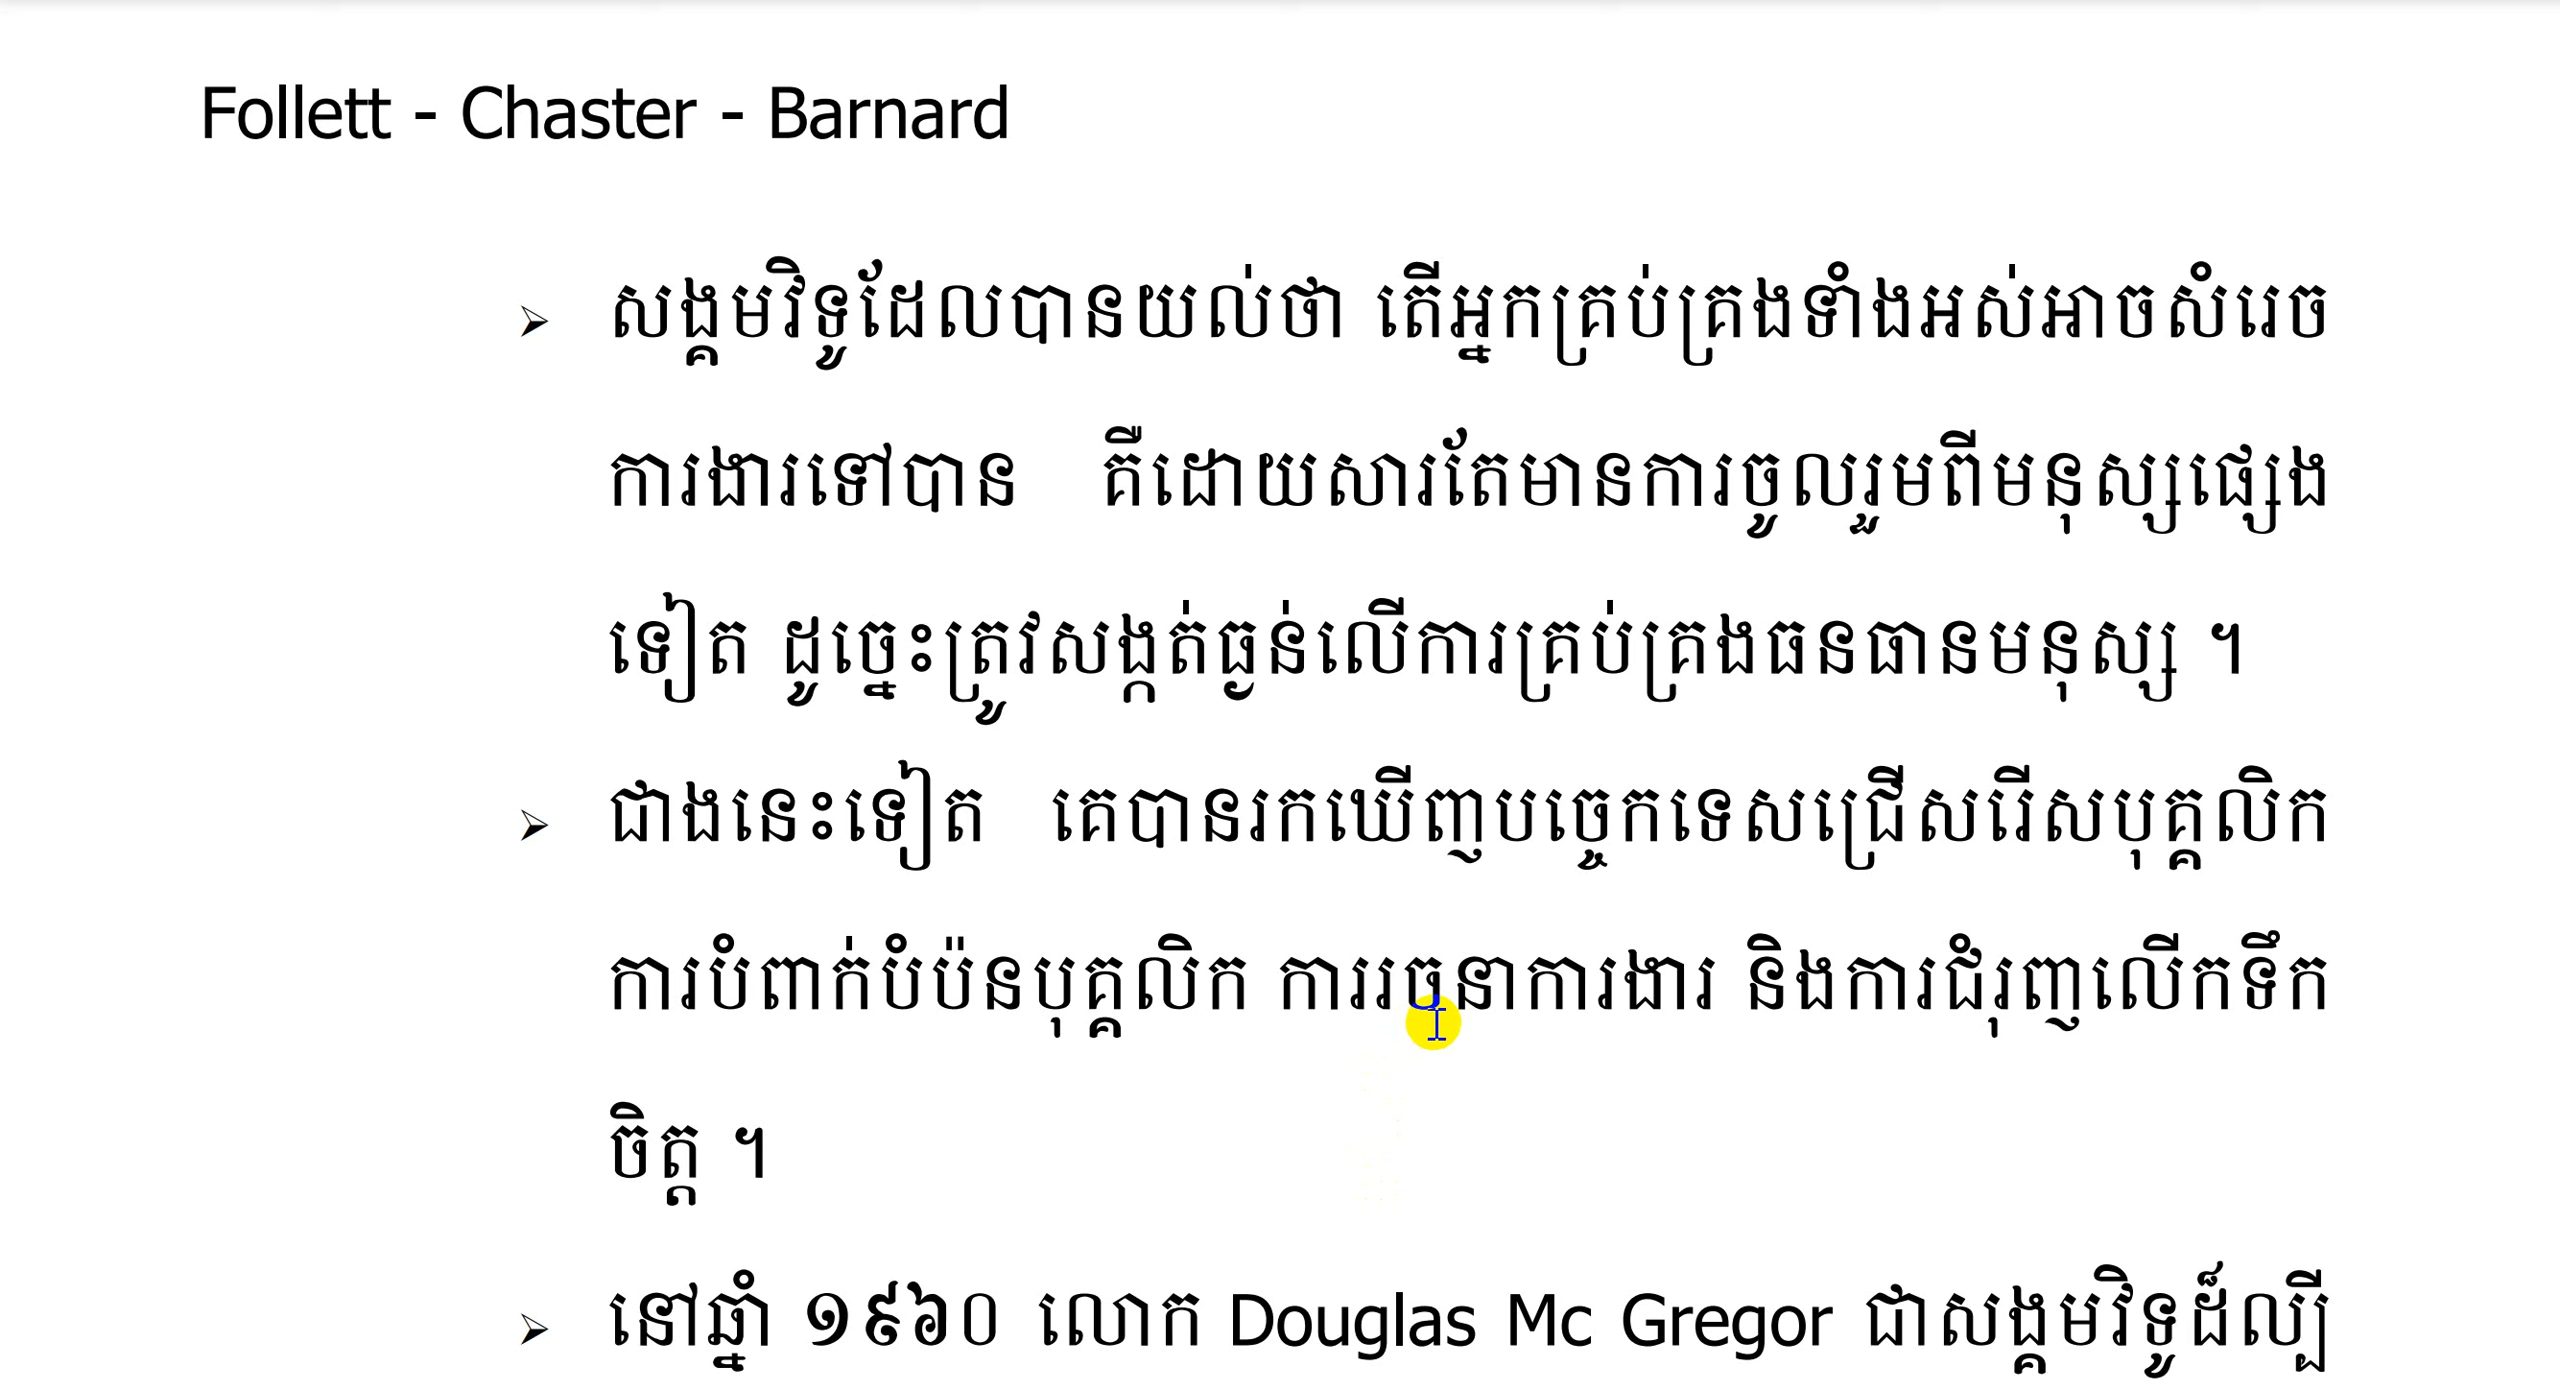 Follett - Chaster - Barnard
➢ សង្គមវិទូដែលបានយល់ថា តើអ្នកគ្រប់គ្រងទាំងអស់អាចសំរេច
ការងារទៅបាន គឺដោយសារតែមានការចូលរួមពីមនុស្សផ្សេង
ទៀត ដូច្នេះត្រូវសង្កត់ធ្ងន់លើការគ្រប់គ្រងធនធានមនុស្ស ។
➢ ជាងនេះទៀត គេបានរកឃើញបច្ចេកទេសជ្រើសរើសបុគ្គលិក
ការបំពាក់បំប៉នបុគ្គលិក ការរចនាការងារ និងការជំរុញលើកទឹក
ចិត្ត ។
➢ នៅឆ្នាំ ១៩៦០ លោក Douglas Mc Gregor ជាសង្គមវិទូដ៏ល្បី